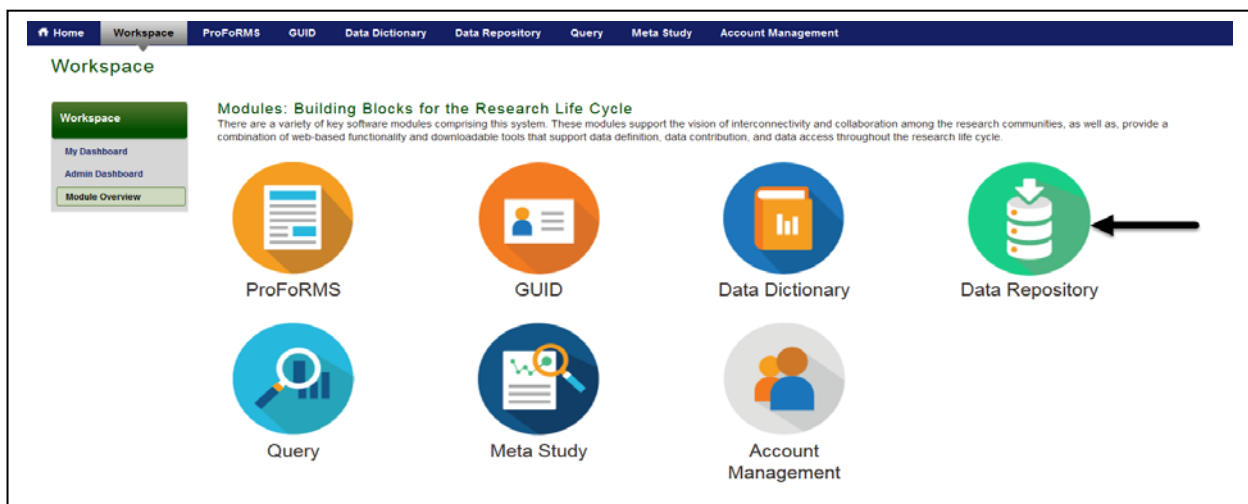 Home Workspace ProFoRMS GUID Data Dictionary Data Repository Query Meta Study Account Management
Workspace
Workspace
My Dashboard
Admin Dashboard
Module Overview
Modules: Building Blocks for the Research Life Cycle
There are a variety of key software modules comprising this system. These modules support the vision of interconnectivity and collaboration among the research communities, as well as, provide a
combination of web-based functionality and downloadable tools that support data definition, data contribution, and data access throughout the research life cycle.
ProFoRMS GUID Data Dictionary Data Repository
Query Meta Study Account
Management